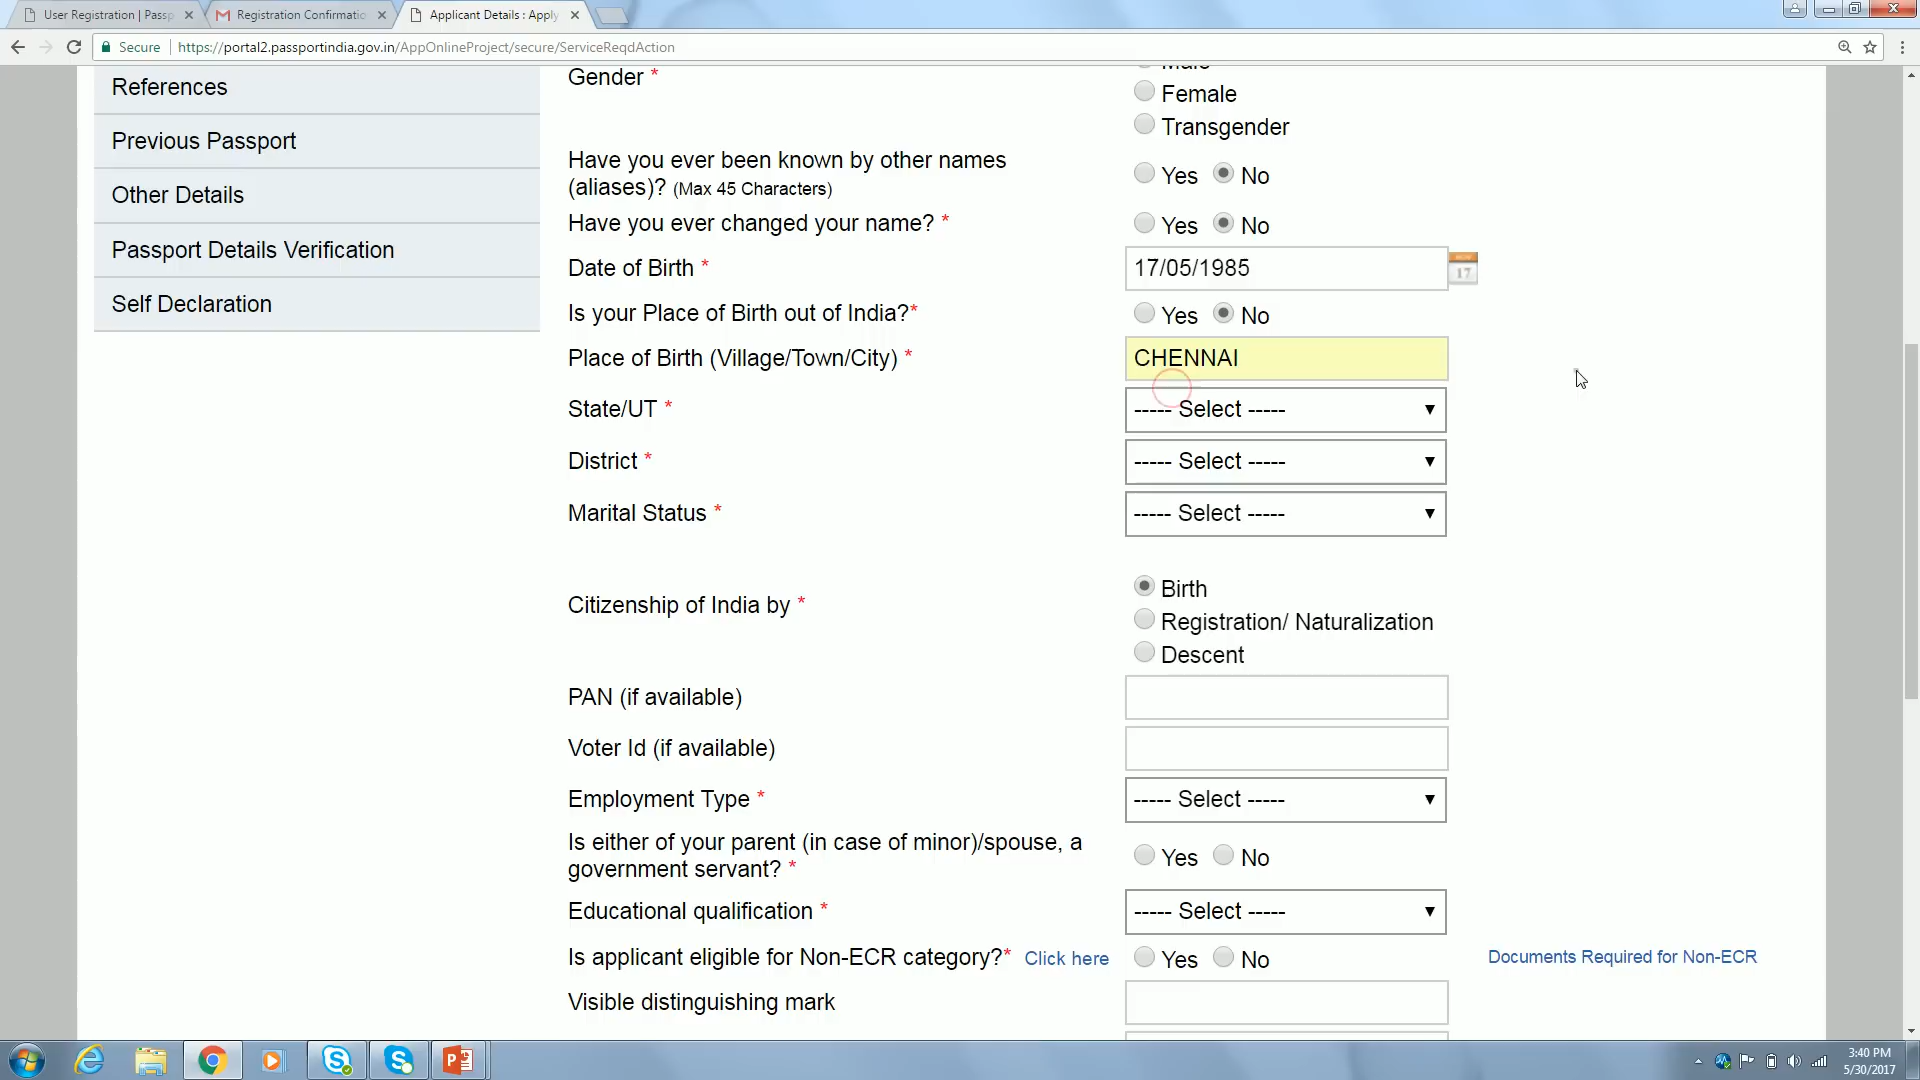 User Registration | Passp
Registration Confirmatio
Applicant Details : Apply
Secure
https://portal2.passportindia.gov.in/AppOnlineProject/secure/ServiceReqdAction
References
Previous Passport
Other Details
Passport Details Verification
Self Declaration
Gender *
Male
Female
Transgender
Have you ever been known by other names
(aliases)? (Max 45 Characters)
Yes No
Have you ever changed your name? *
Yes No
Date of Birth *
17/05/1985
17
Is your Place of Birth out of India?*
Yes No
Place of Birth (Village/Town/City) *
CHENNAI
State/UT *
----- Select -----
District *
----- Select -----
Marital Status *
----- Select -----
Citizenship of India by *
Birth
Registration/ Naturalization
Descent
PAN (if available)
Voter Id (if available)
Employment Type *
----- Select -----
Is either of your parent (in case of minor)/spouse, a
government servant? *
Yes No
Educational qualification *
----- Select -----
Is applicant eligible for Non-ECR category?* Click here
Yes No
Documents Required for Non-ECR
Visible distinguishing mark
3:40 PM
5/30/2017